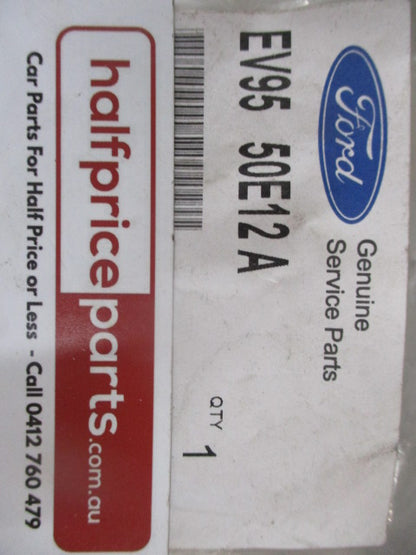 Ford
Genuine
Service Parts
EV95 50E12 A
QTY
1
halfpriceparts.com.au
Car Parts For Half Price or Less - Call 0412 760 479